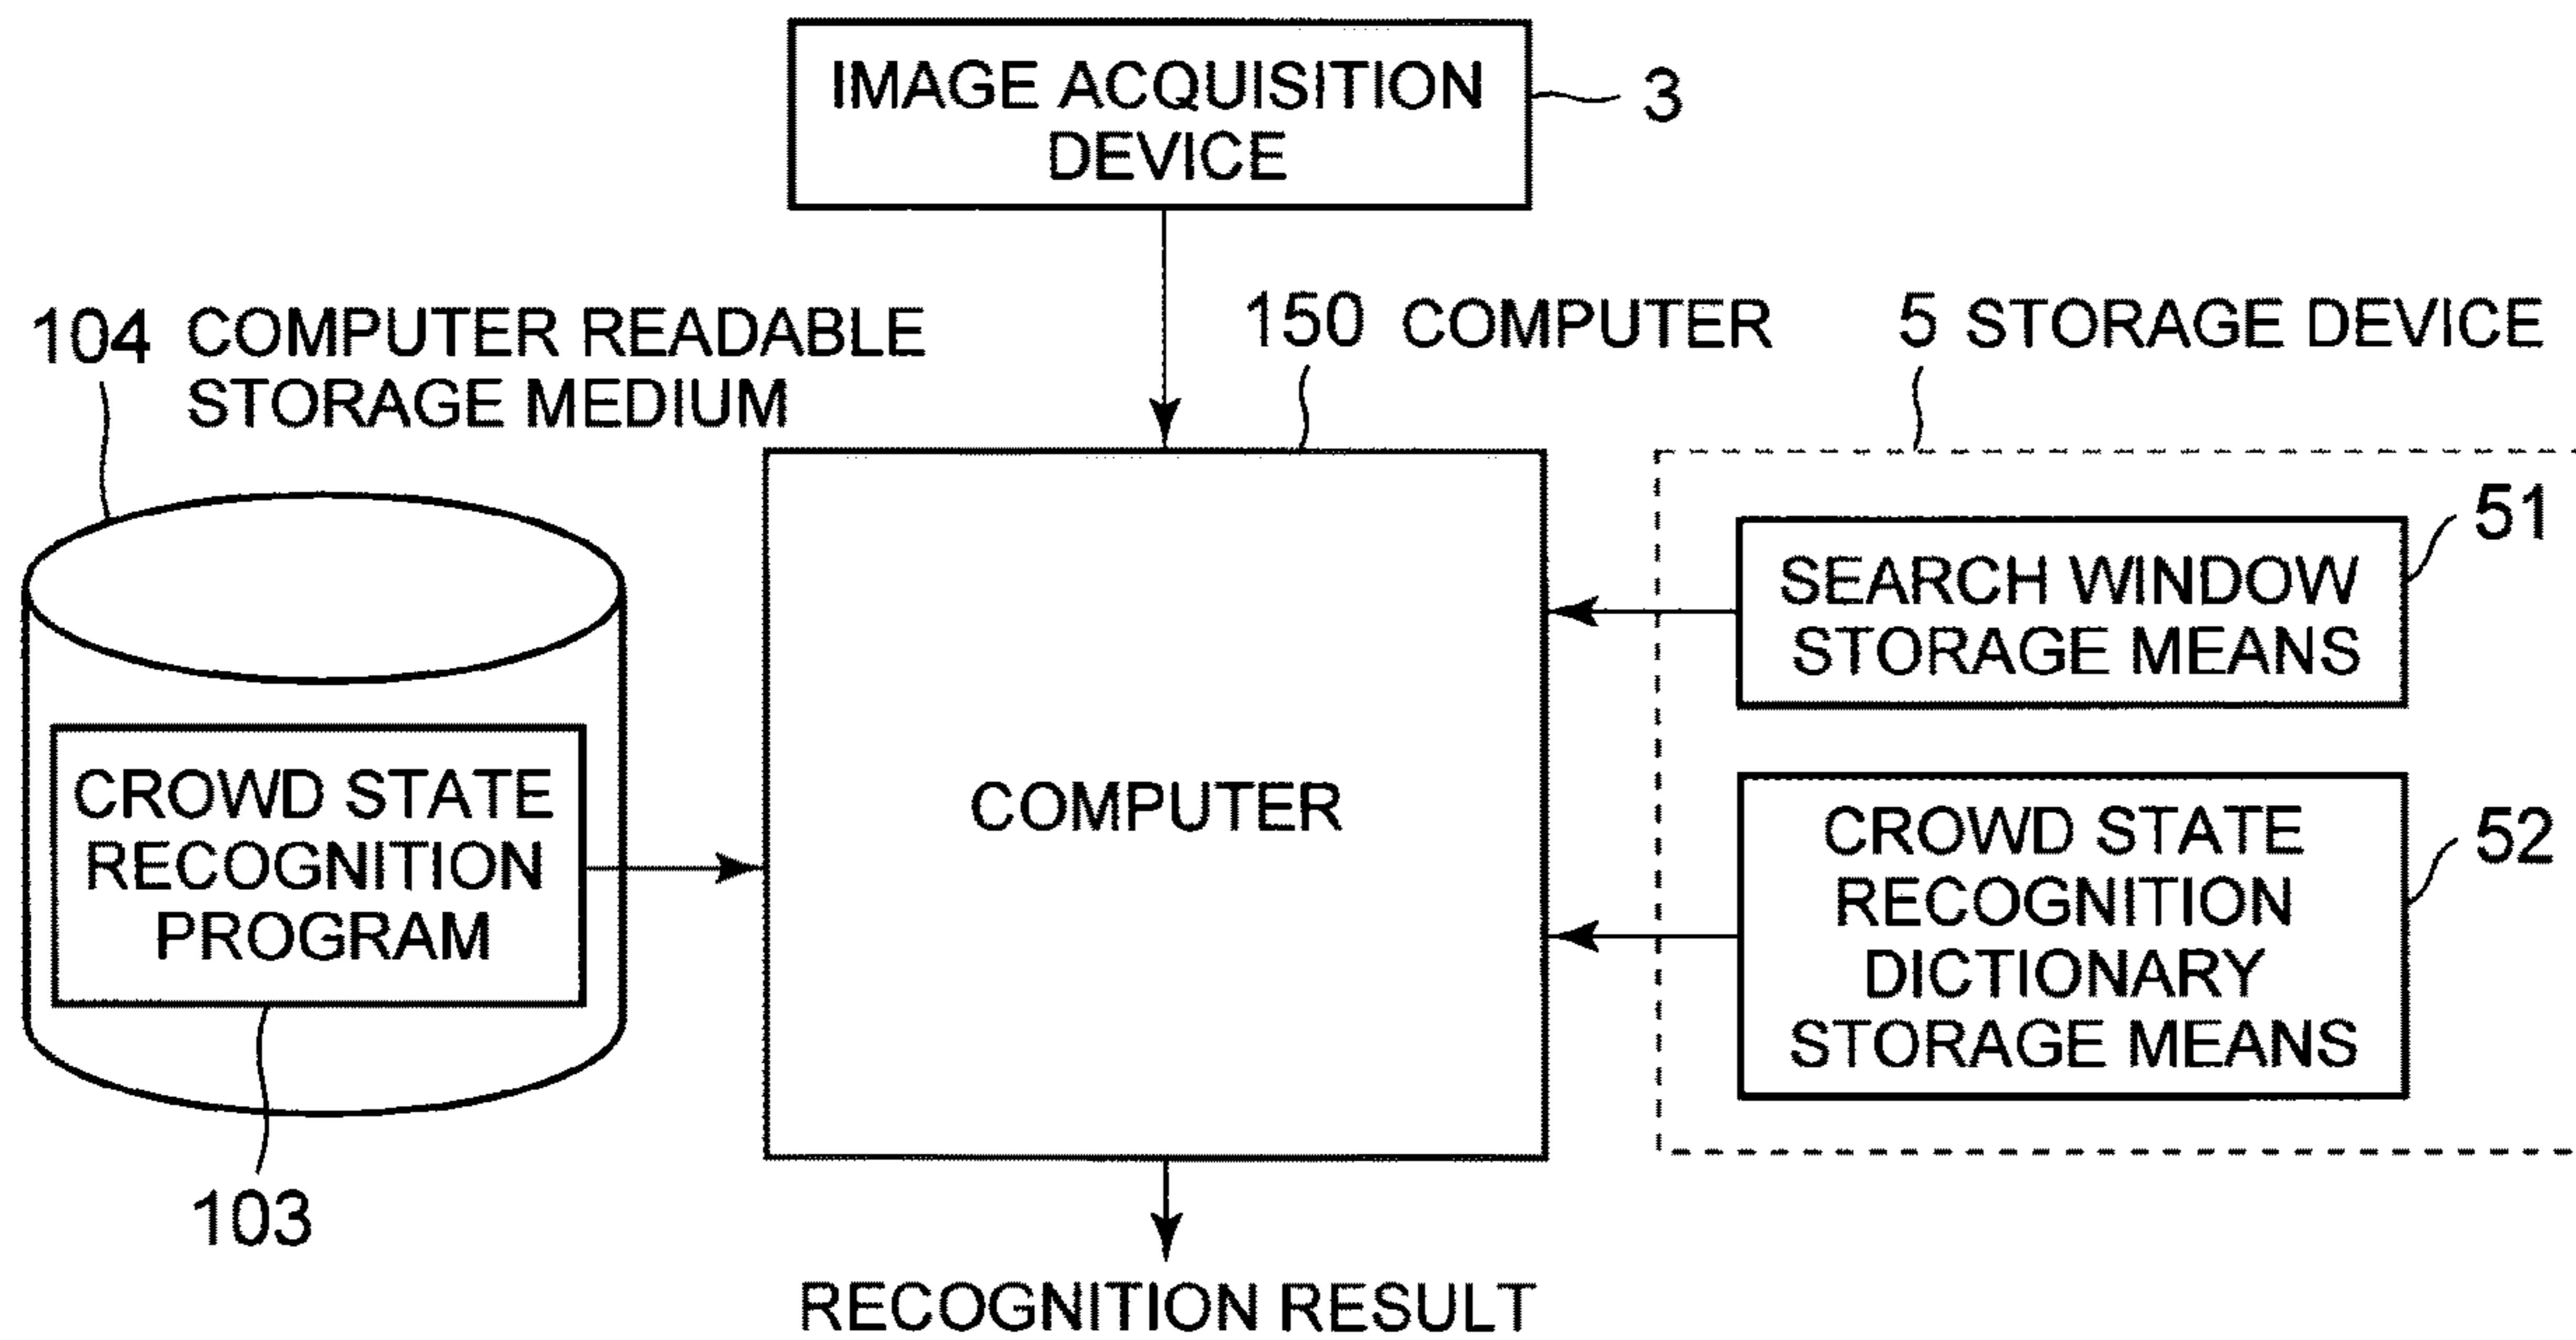 IMAGE ACQUISITION
DEVICE
3
104 COMPUTER READABLE
STORAGE MEDIUM
150 COMPUTER
5 STORAGE DEVICE
51
SEARCH WINDOW
STORAGE MEANS
CROWD STATE
RECOGNITION
PROGRAM
103
COMPUTER
52
CROWD STATE
RECOGNITION
DICTIONARY
STORAGE MEANS
RECOGNITION RESULT